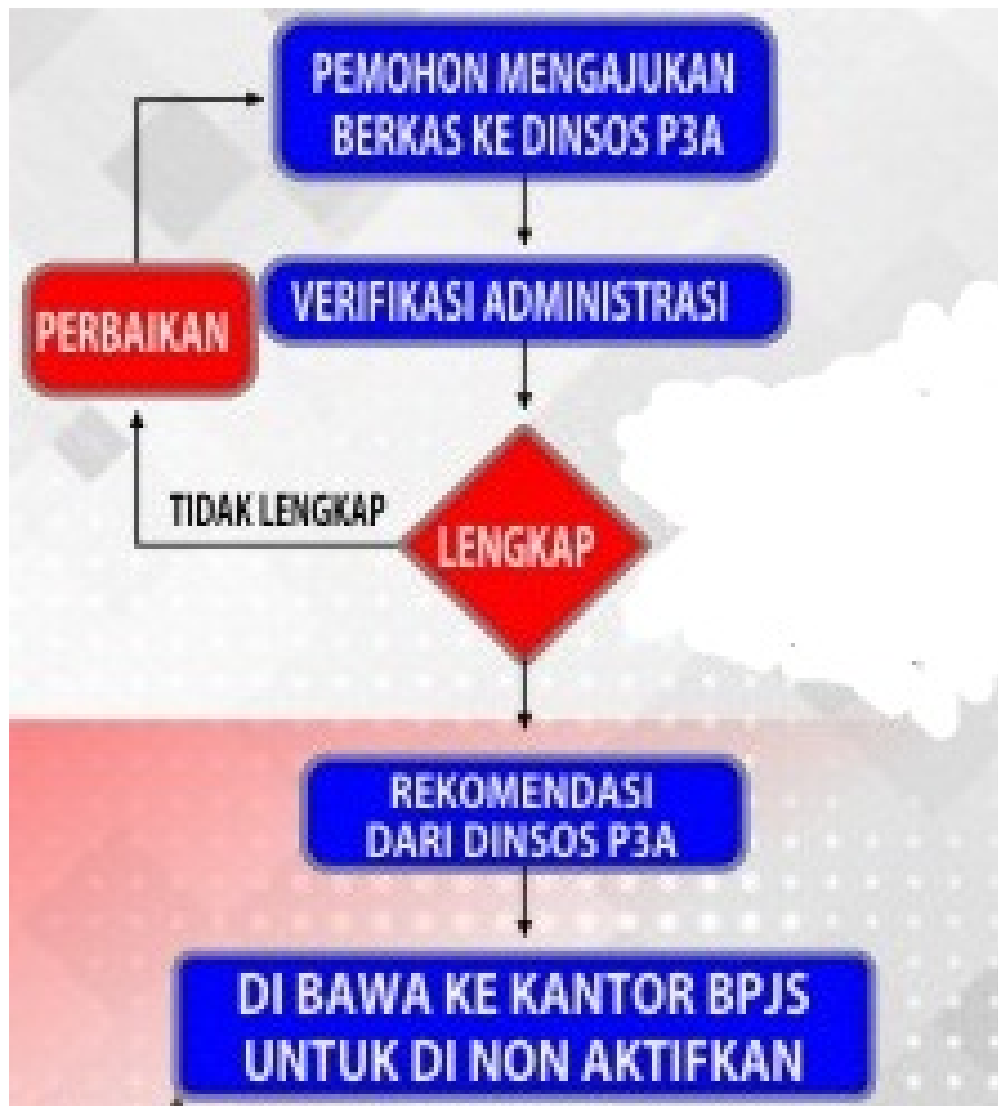 PEMOHON MENGAJUKAN
BERKAS KE DINSOS P3A
VERIFIKASI ADMINISTRASI
PERBAIKAN
TIDAK LENGKAP
LENGKAP
REKOMENDASI
DARI DINSOS P3A
DI BAWA KE KANTOR BPJS
UNTUK DI NON AKTIFKAN